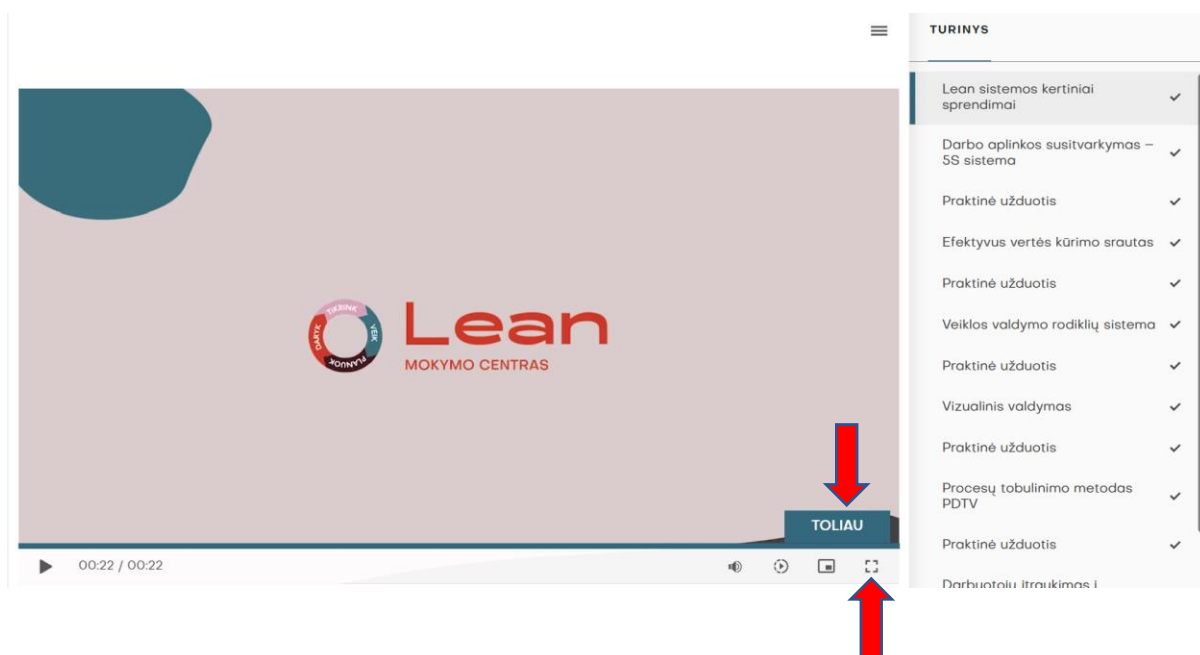 TURINYS
Lean sistemos kertiniai
sprendimai
Darbo aplinkos susitvarkymas –
5S sistema
Praktinė užduotis
Efektyvus vertės kūrimo srautas
Praktinė užduotis
Veiklos valdymo rodiklių sistema
Praktinė užduotis
Vizualinis valdymas
Praktinė užduotis
Procesų tobulinimo metodas
PDTV
Praktinė užduotis
Darbuotojų įtraukimas į
TIKRINK
VEIK
PLANUOK
DARYK
Lean
MOKYMO CENTRAS
TOLIAU
00:22 / 00:22